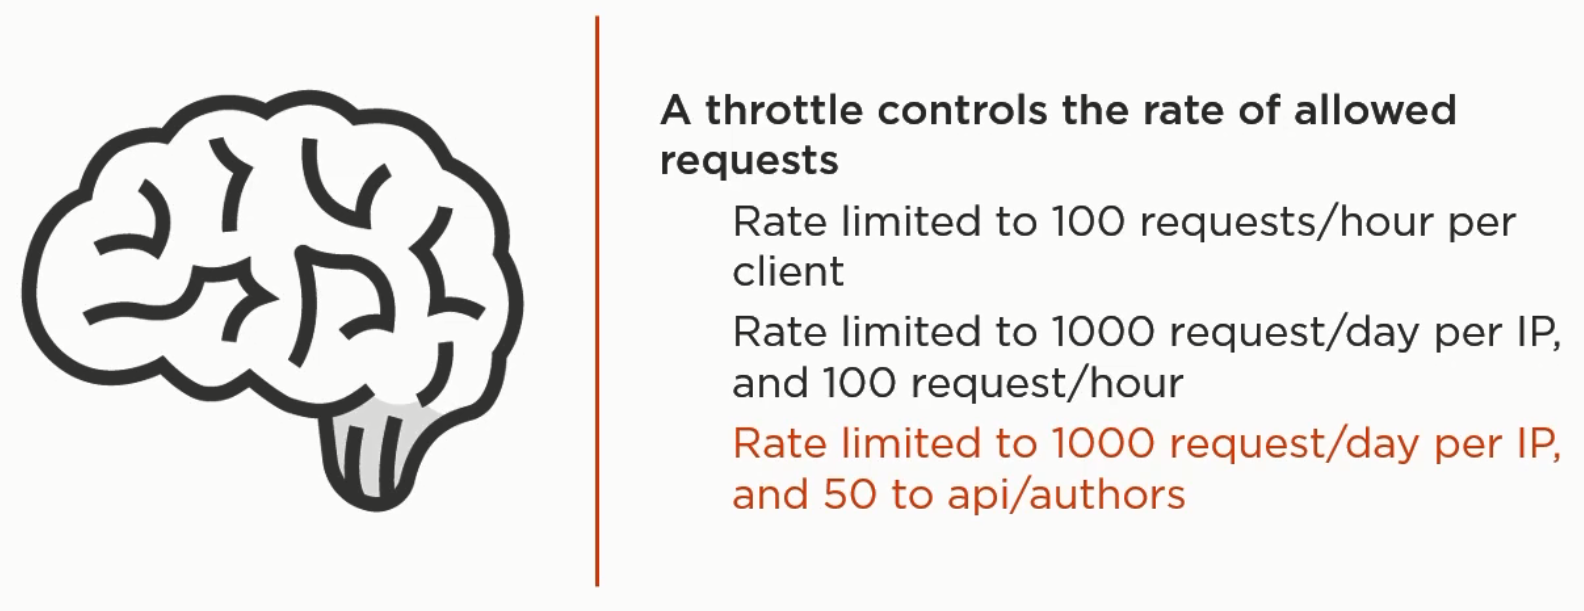 A throttle controls the rate of allowed
requests
Rate limited to 100 requests/hour per
client
Rate limited to 1000 request/day per IP,
and 100 request/hour
Rate limited to 1000 request/day per IP,
and 50 to api/authors